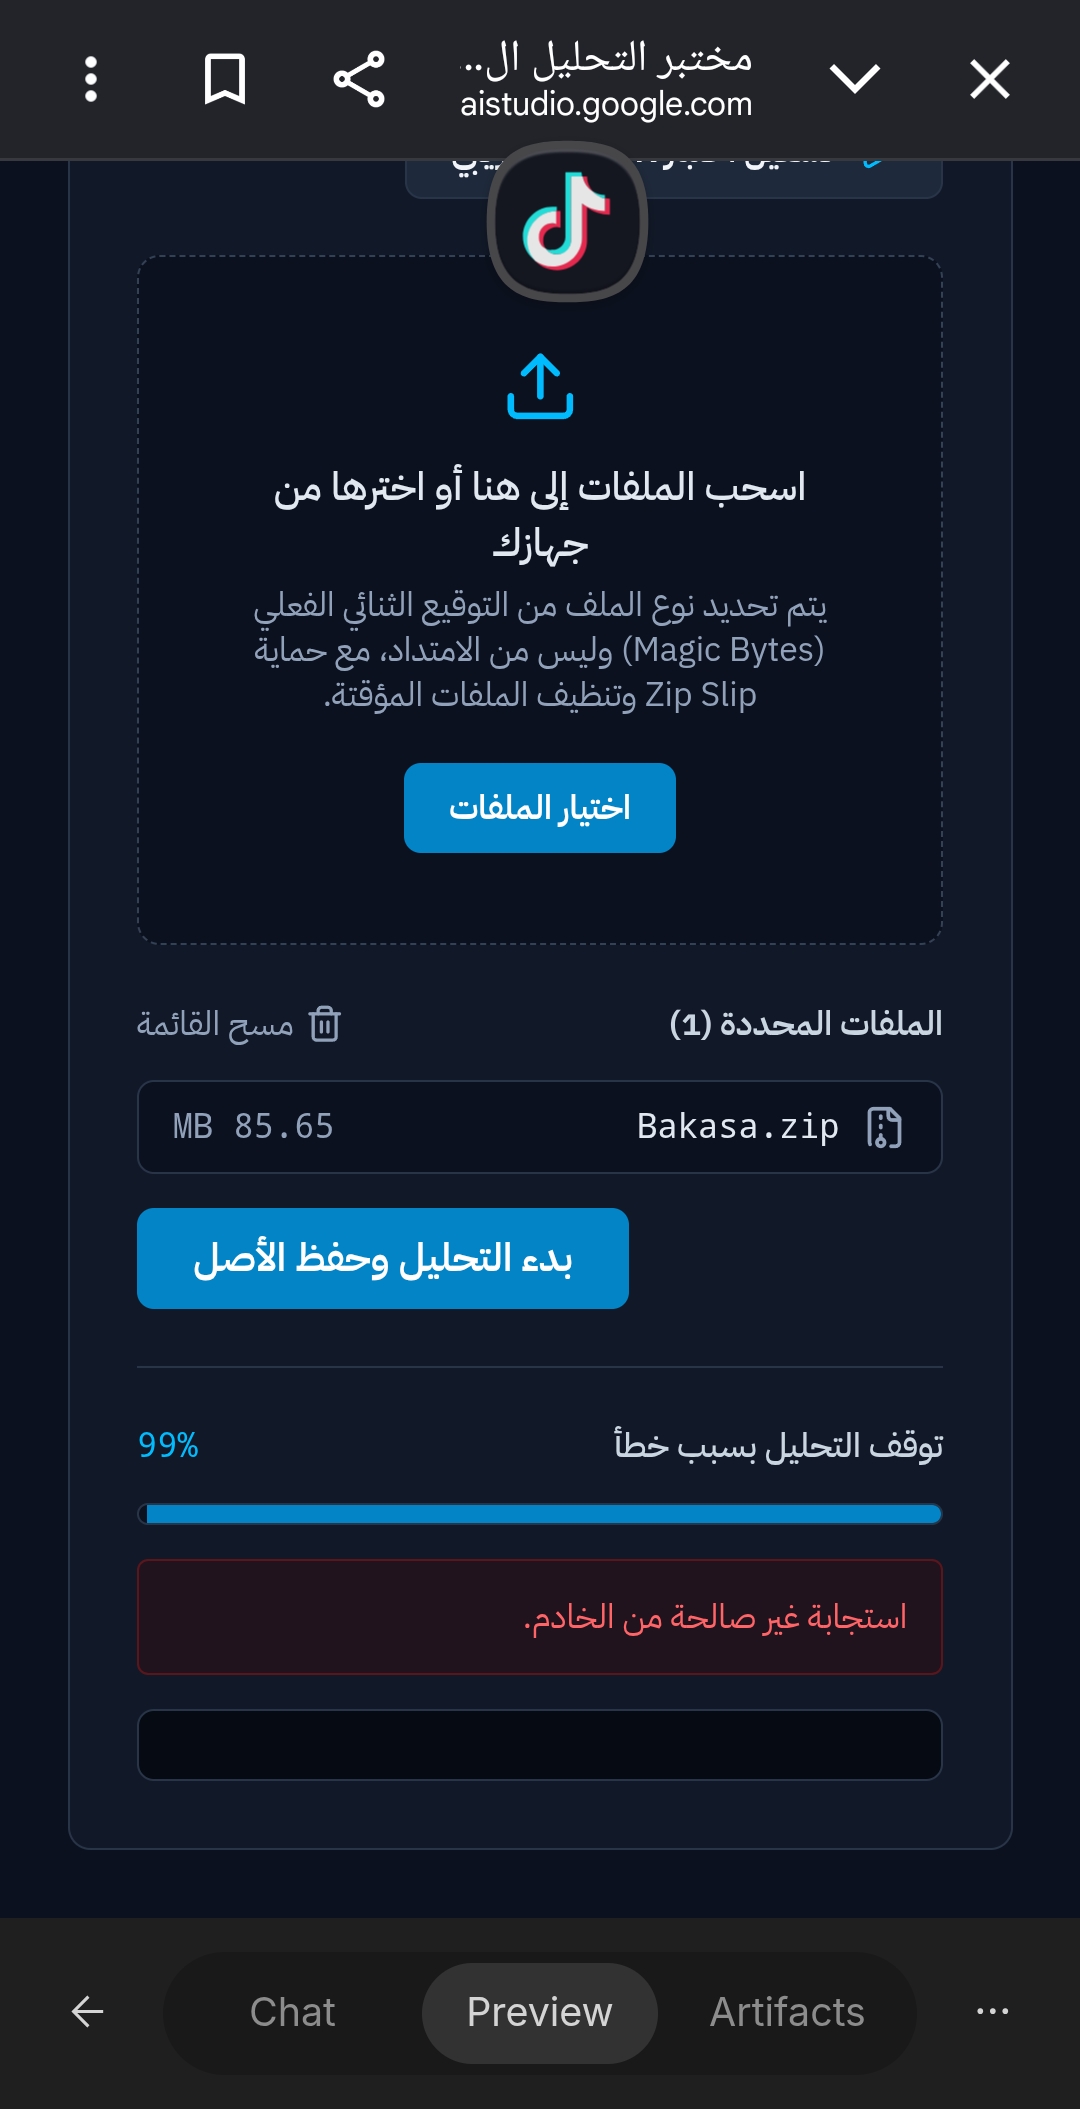 مختبر التحليل ال...
aistudio.google.com
اسحب الملفات إلى هنا أو اخترها من
جهازك
يتم تحديد نوع الملف من التوقيع الثنائي الفعلي
(Magic Bytes) وليس من الامتداد، مع حماية
Zip Slip وتنظيف الملفات المؤقتة.
اختيار الملفات
الملفات المحددة (1)
مسح القائمة
Bakasa.zip
MB 85.65
بدء التحليل وحفظ الأصل
توقف التحليل بسبب خطأ
99%
استجابة غير صالحة من الخادم.
Chat
Preview
Artifacts